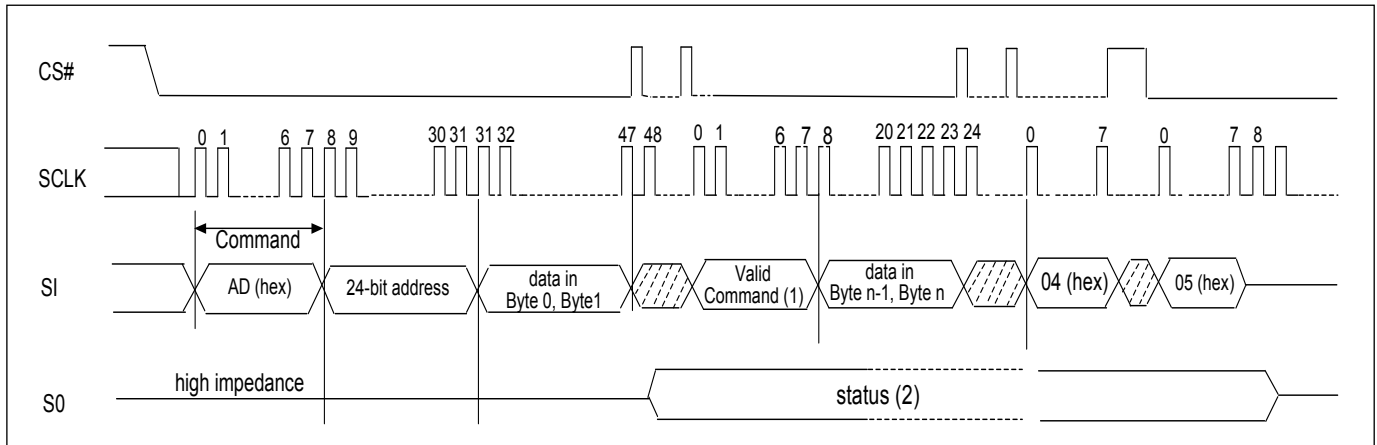 CS#
0 1 6 7 8 9 30 31 31 32 47 48 0 1 6 7 8 20 21 22 23 24 0 7 0 7 8
SCLK
Command
SI
AD (hex)
24-bit address
data in
Byte 0, Byte1
Valid
Command (1)
data in
Byte n-1, Byte n
04 (hex)
05 (hex)
high impedance
S0
status (2)